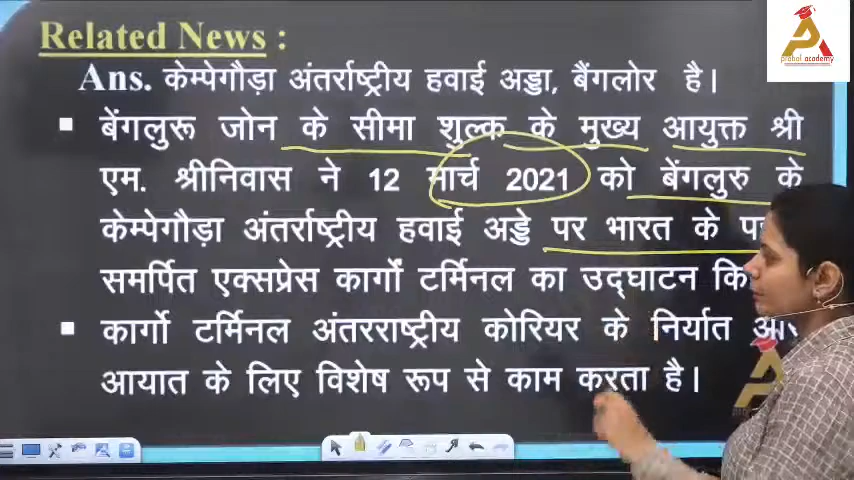 prabal academy
Related News :
Ans. केम्पेगौड़ा अंतर्राष्ट्रीय हवाई अड्डा, बैंगलोर है।
बेंगलुरू जोन के सीमा शुल्क के मुख्य आयुक्त श्री
एम. श्रीनिवास ने 12 मार्च 2021 को बेंगलुरु के
केम्पेगौड़ा अंतर्राष्ट्रीय हवाई अड्डे पर भारत के
समर्पित एक्सप्रेस कार्गो टर्मिनल का उद्घाटन
कार्गो टर्मिनल अंतरराष्ट्रीय कोरियर के निर्यात
आयात के लिए विशेष रूप से काम करता है।